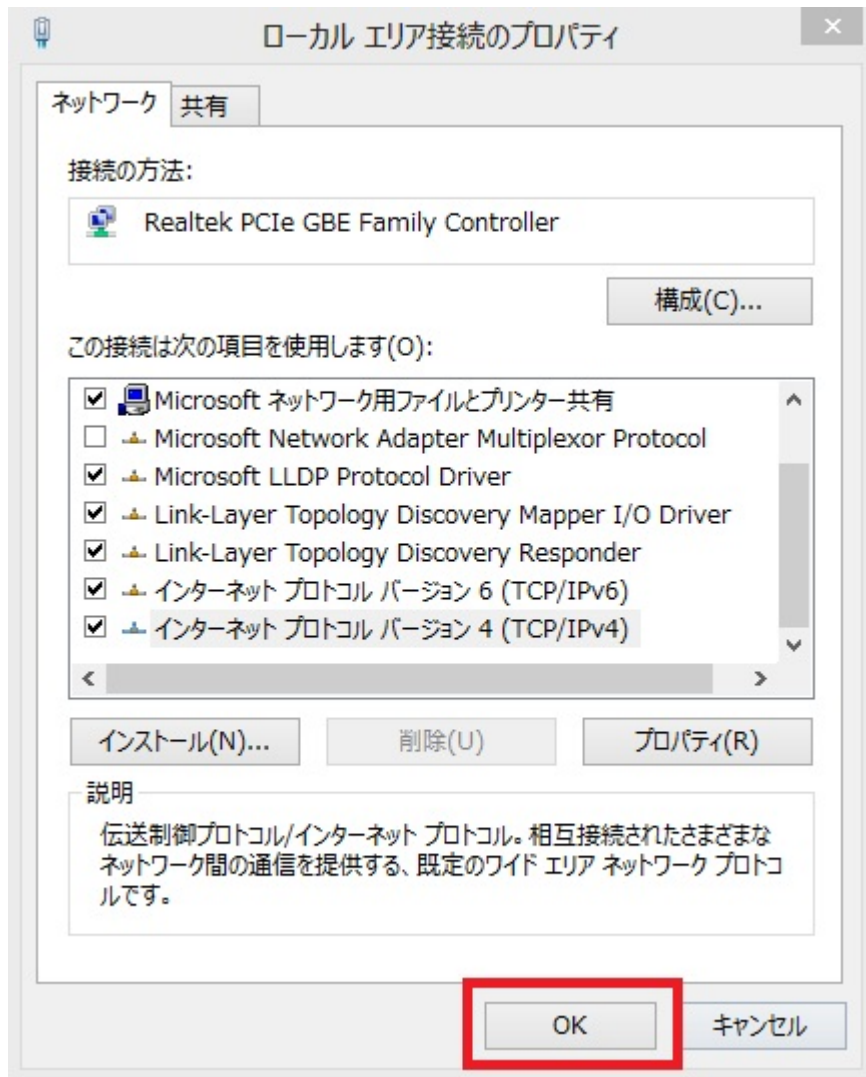 ローカル エリア接続のプロパティ
ネットワーク 共有
接続の方法:
Realtek PCIe GBE Family Controller
構成(C)...
この接続は次の項目を使用します(O):
Microsoft ネットワーク用ファイルとプリンター共有
Microsoft Network Adapter Multiplexor Protocol
Microsoft LLDP Protocol Driver
Link-Layer Topology Discovery Mapper I/O Driver
Link-Layer Topology Discovery Responder
インターネット プロトコル バージョン 6 (TCP/IPv6)
インターネット プロトコル バージョン 4 (TCP/IPv4)
インストール(N)... 削除(U) プロパティ(R)
説明
伝送制御プロトコル/インターネット プロトコル。相互接続されたさまざまな
ネットワーク間の通信を提供する、既定のワイド エリア ネットワーク プロトコ
ルです。
OK キャンセル